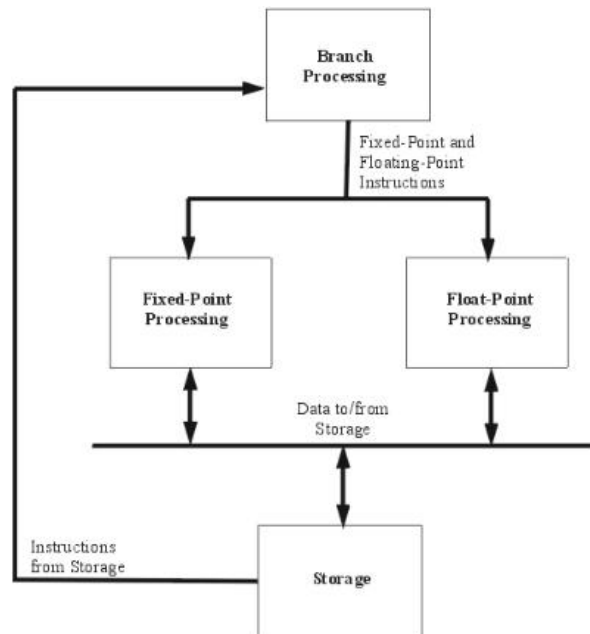 Branch
Processing
Fixed-Point and
Floating-Point
Instructions
Fixed-Point
Processing
Float-Point
Processing
Data to/from
Storage
Instructions
from Storage
Storage